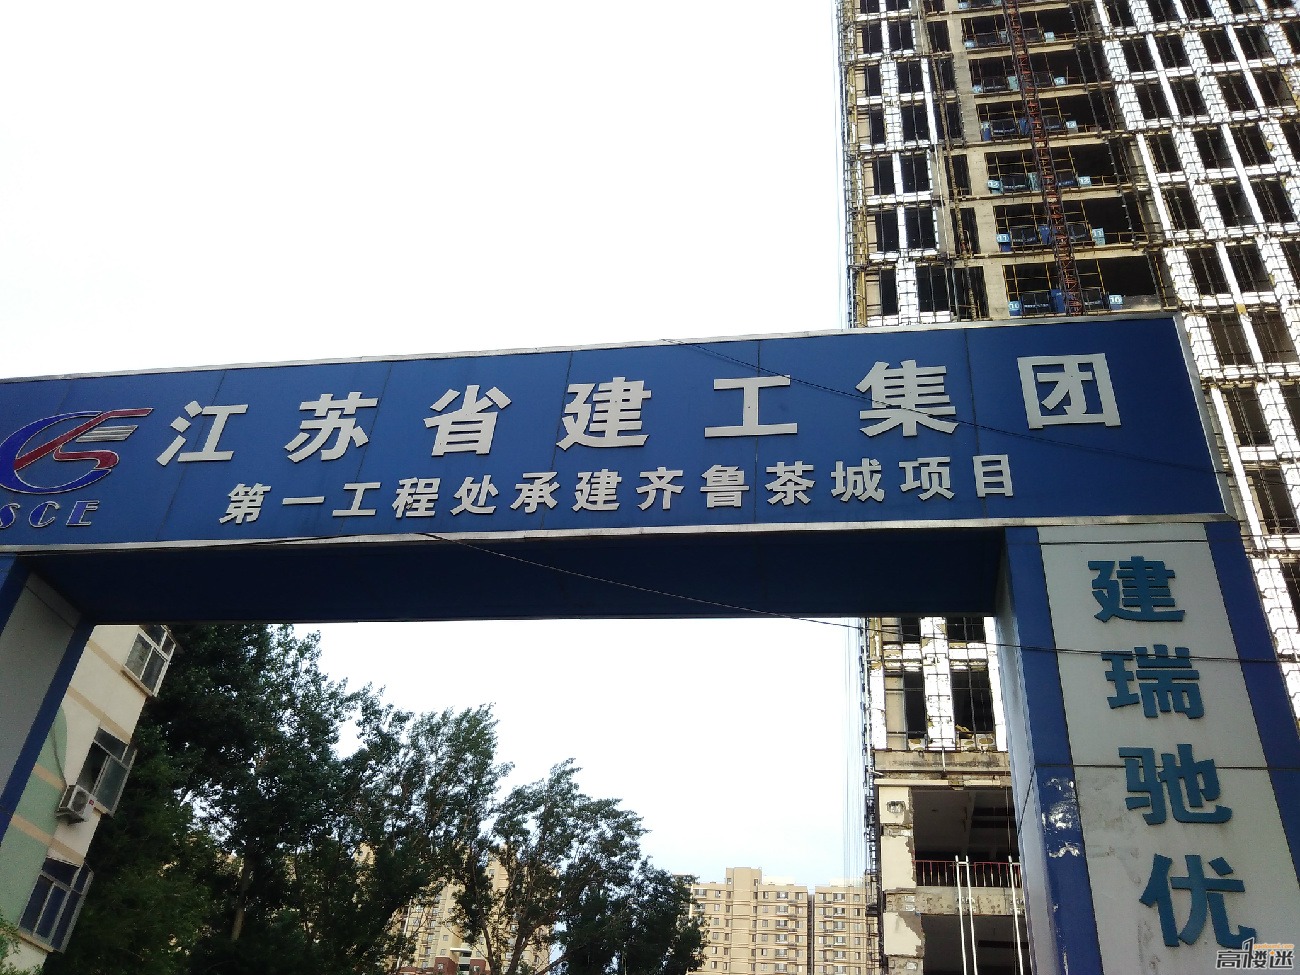 江苏省建工集团
SCE
第一工程处承建齐鲁茶城项目
建瑞驰优
高楼迷